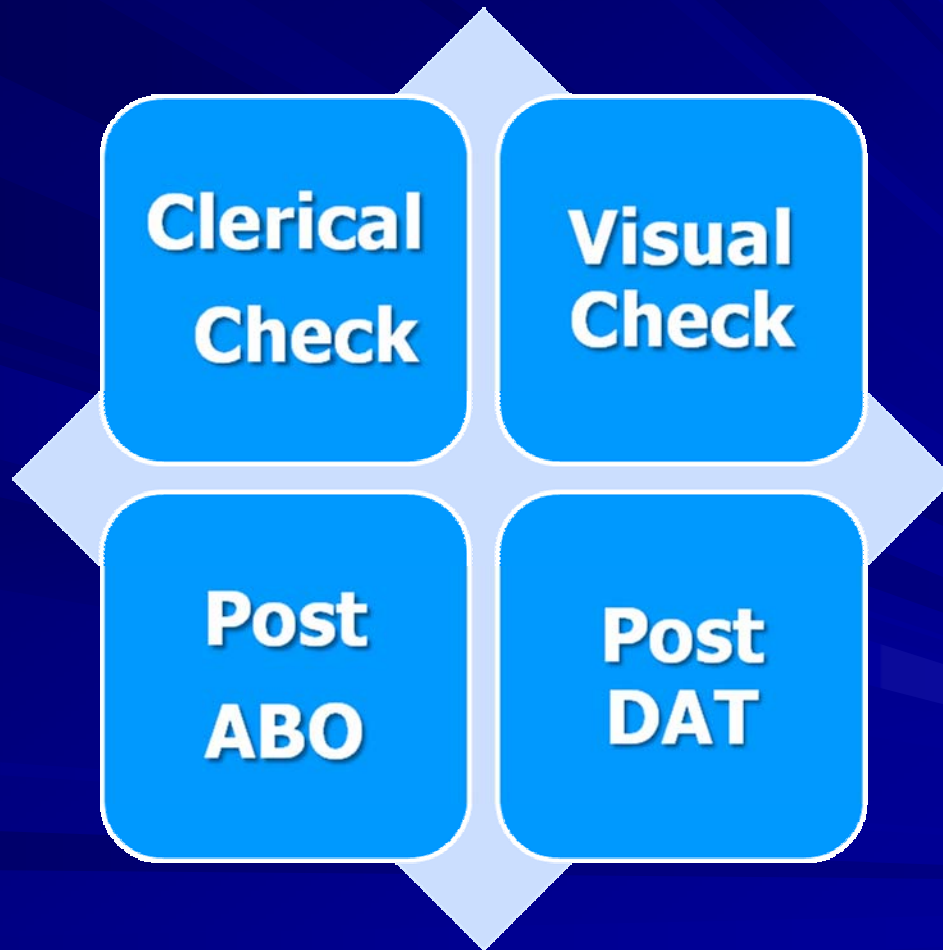 Clerical
Check
Visual
Check
Post
ABO
Post
DAT